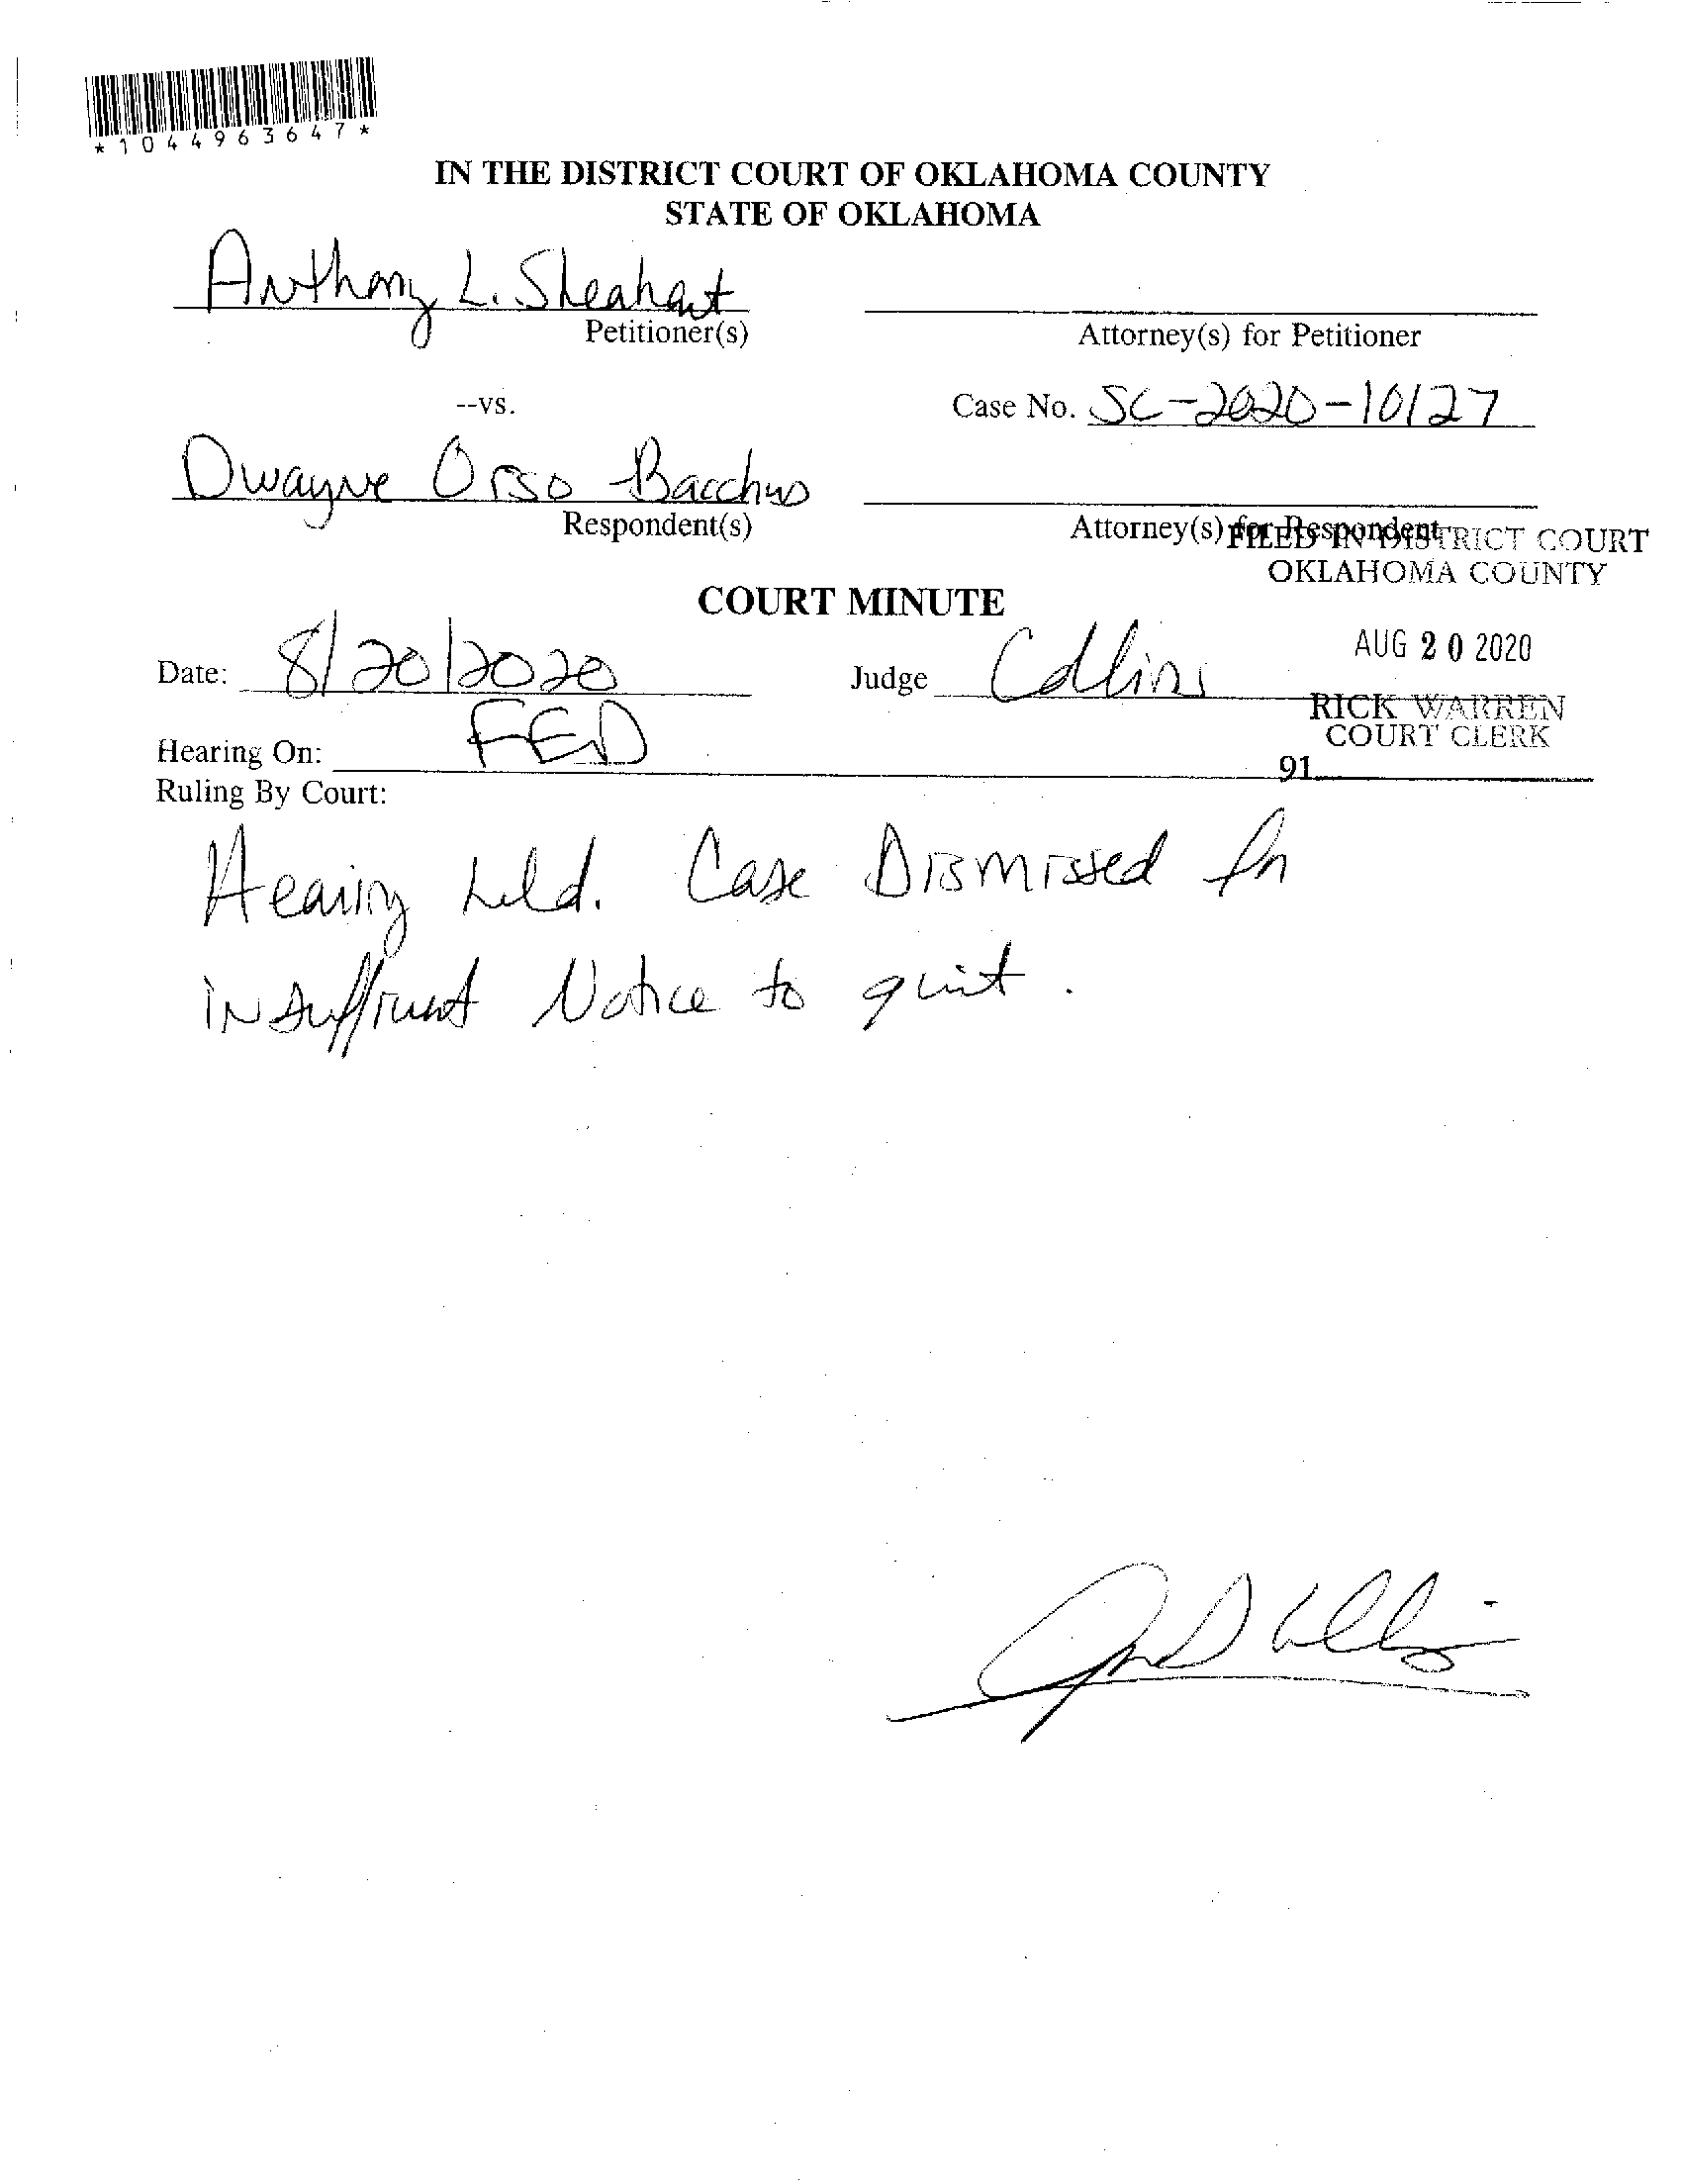 *1044963647*
IN THE DISTRICT COURT OF OKLAHOMA COUNTY
STATE OF OKLAHOMA
Anthony L. Sheahart
Petitioner(s)
Attorney(s) for Petitioner
--vs.
Case No. SC-2020-10127
Dwayne Orso Bacchus
Respondent(s)
Attorney(s) for Respondent
FILED IN DISTRICT COURT
OKLAHOMA COUNTY
COURT MINUTE
AUG 20 2020
Date: 8/20/2020
Judge Collins
RICK WARREN
COURT CLERK
Hearing On: FED
91
Ruling By Court:
Hearing held. Case Dismissed for
insufficient Notice to quit.